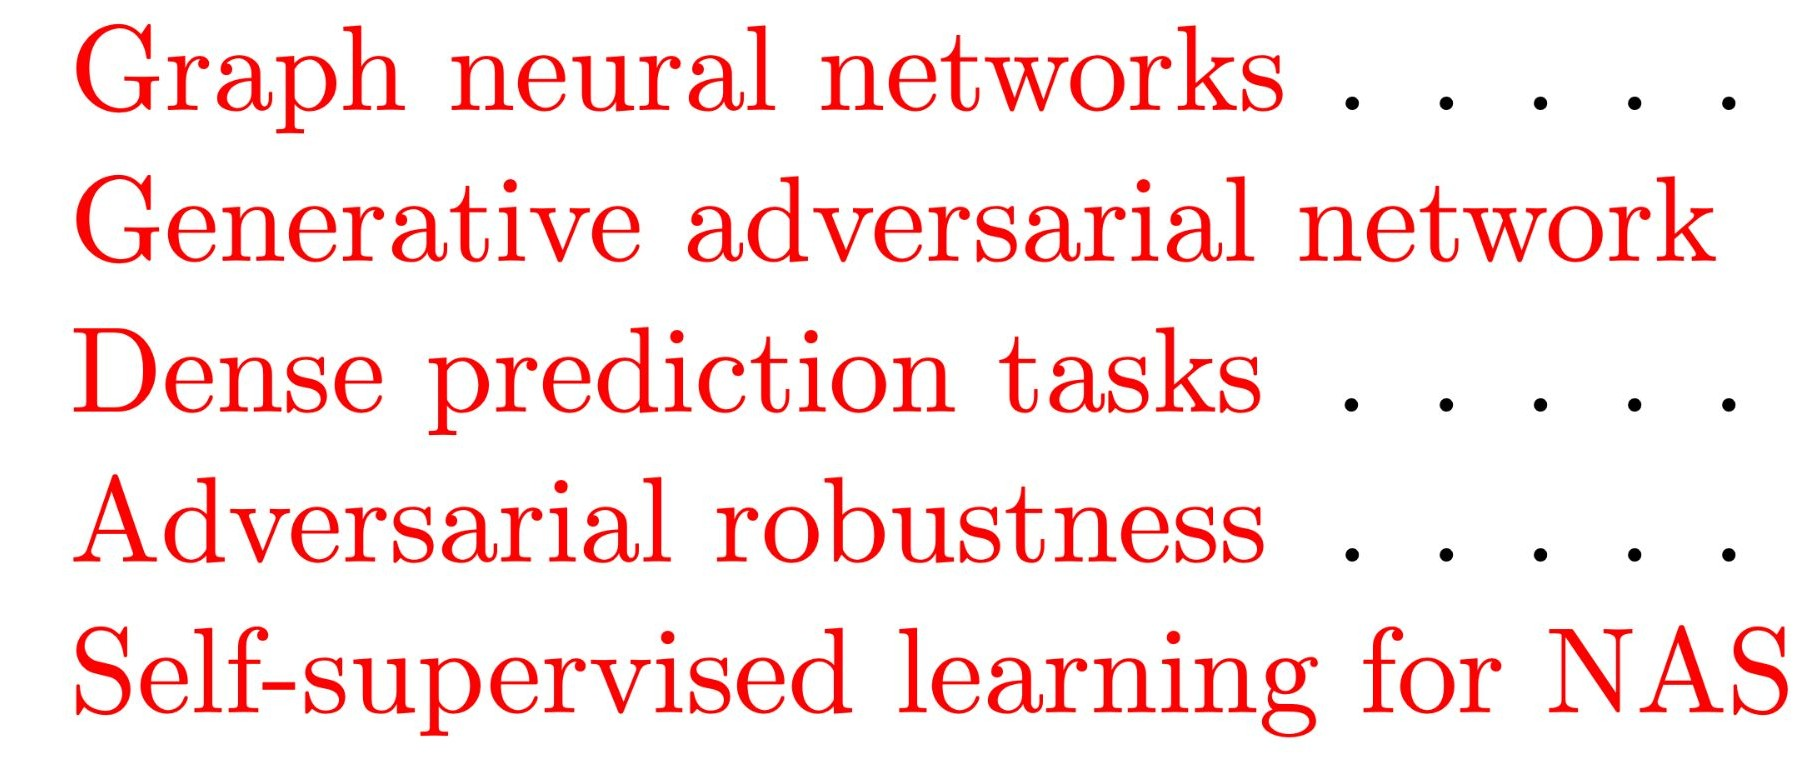 Graph neural networks . . . . .
Generative adversarial network
Dense prediction tasks . . . . .
Adversarial robustness . . . . .
Self-supervised learning for NAS